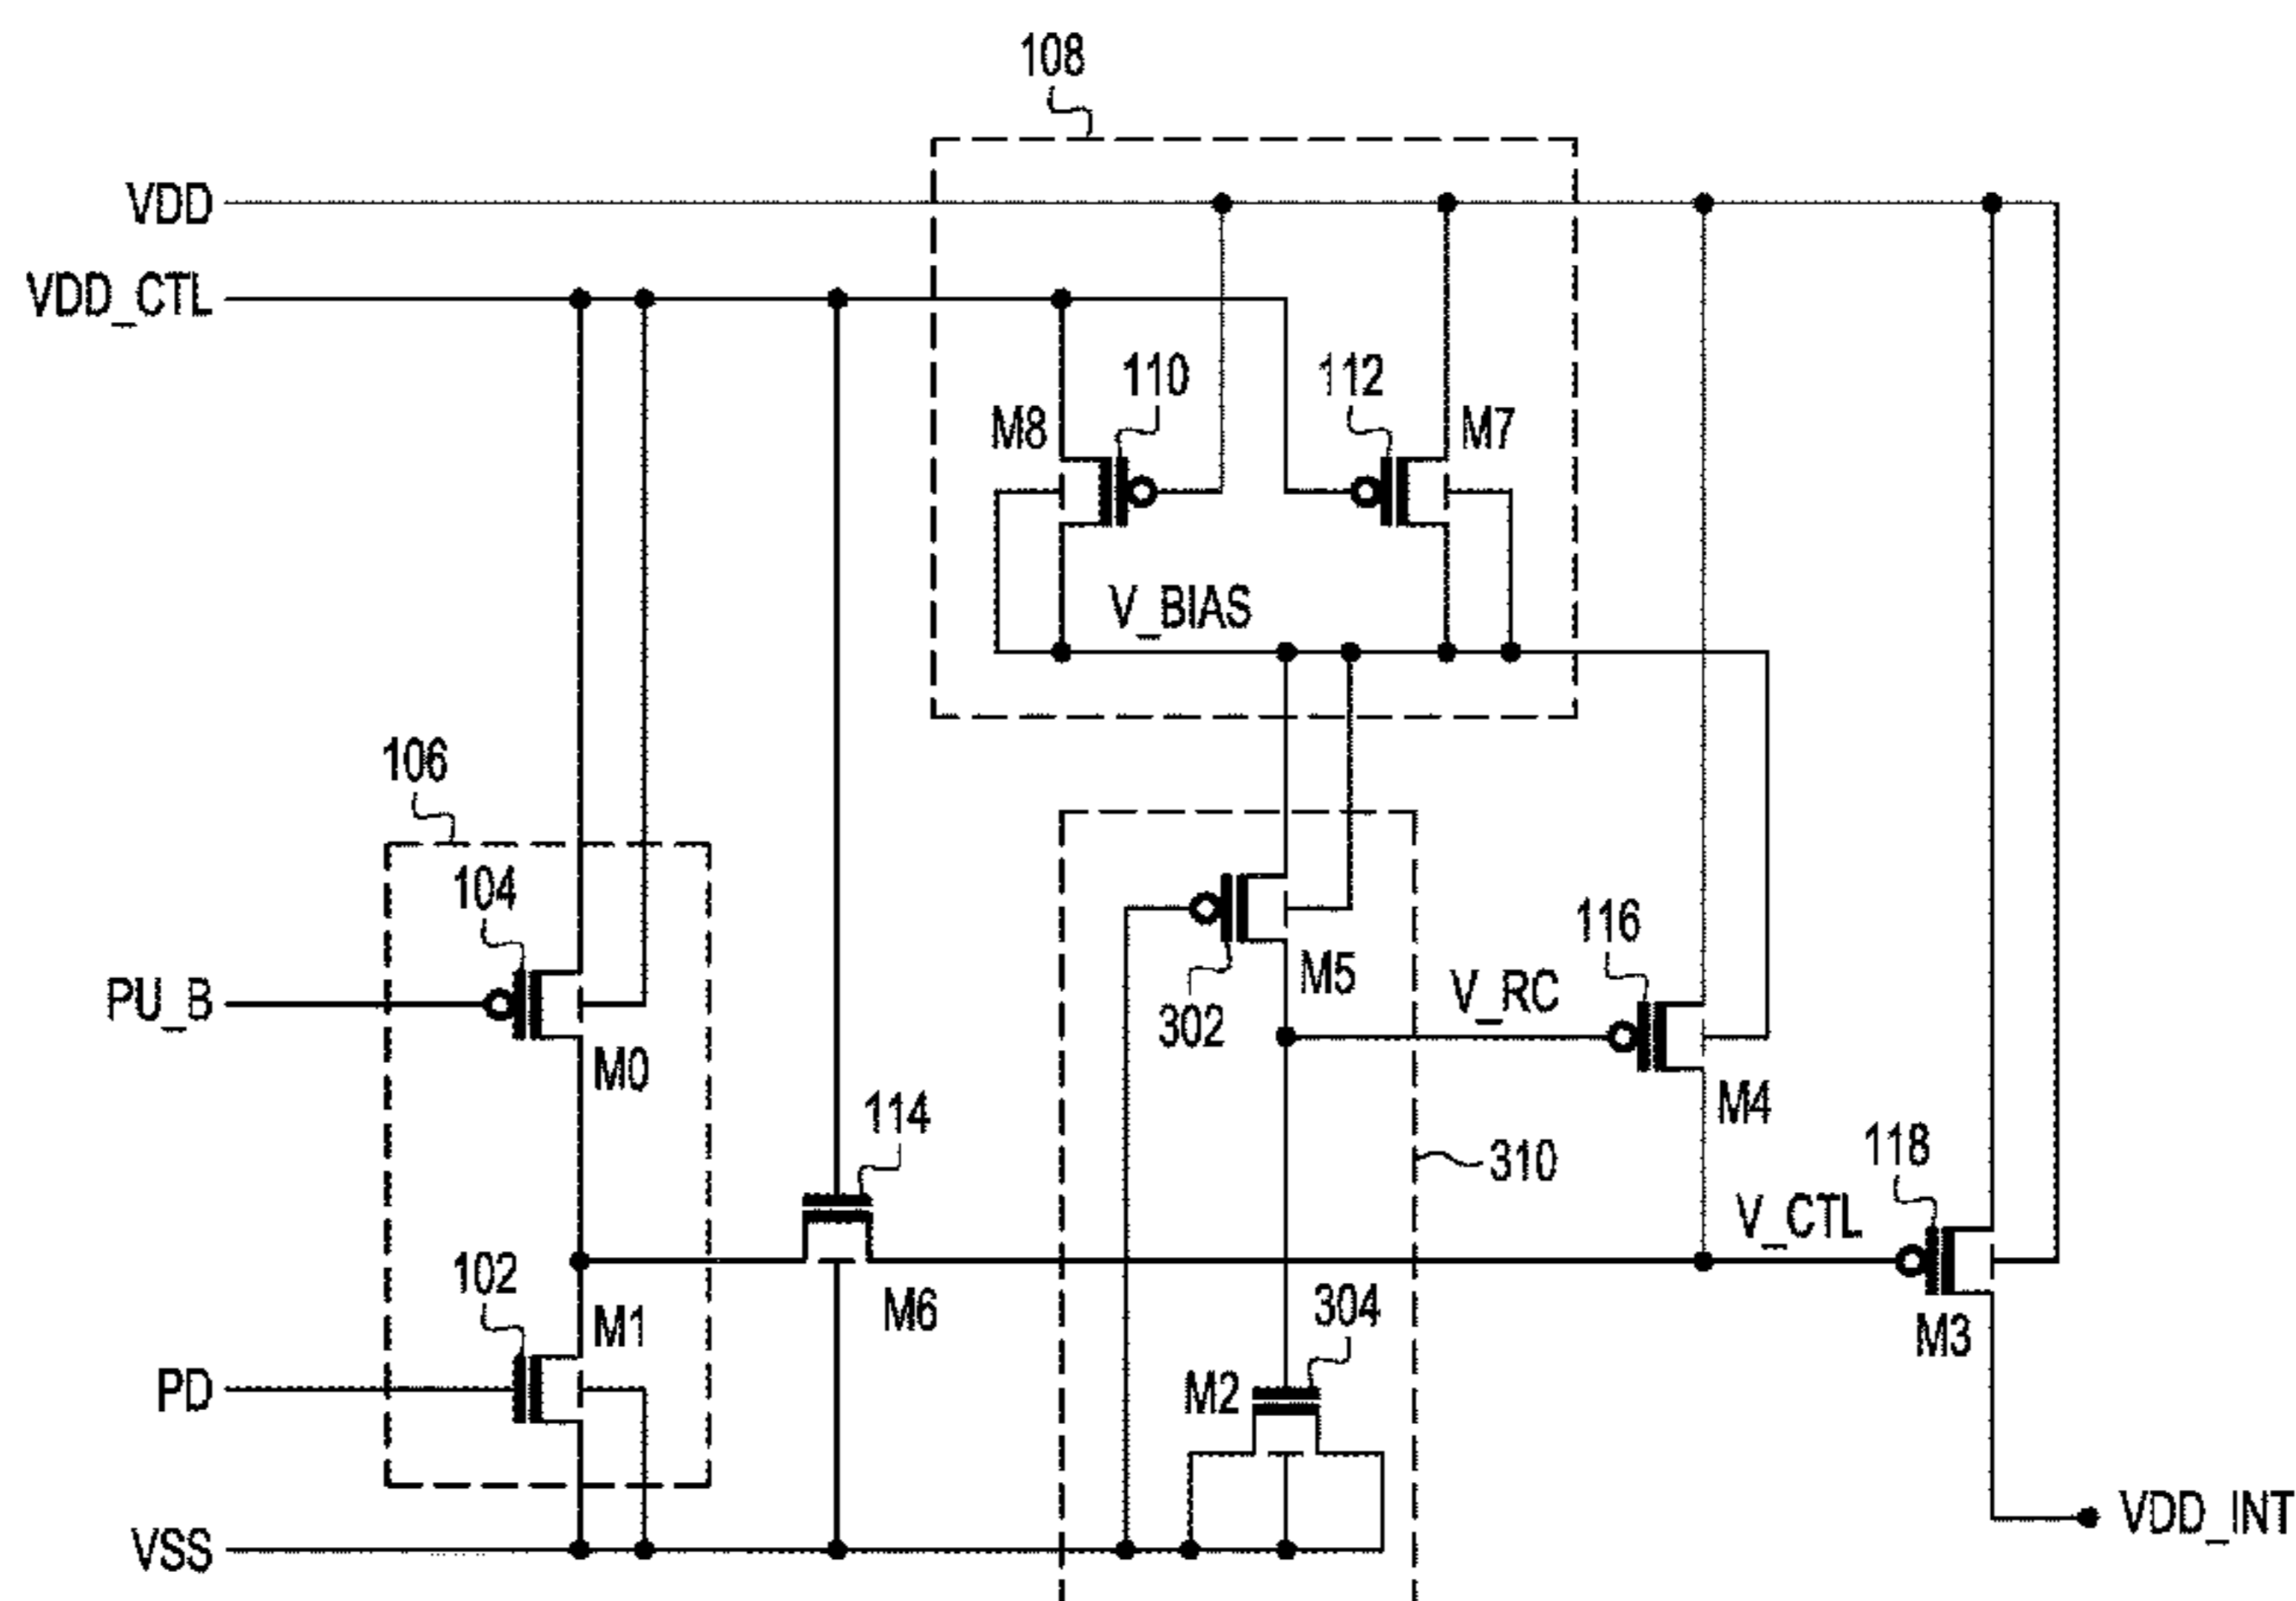 108
VDD
VDD_CTL
110
112
M8
M7
V_BIAS
106
104
116
M5
V_RC
PU_B
302
M0
M4
114
118
310
V_CTL
102
304
M1
M6
M3
PD
M2
VDD_INT
VSS